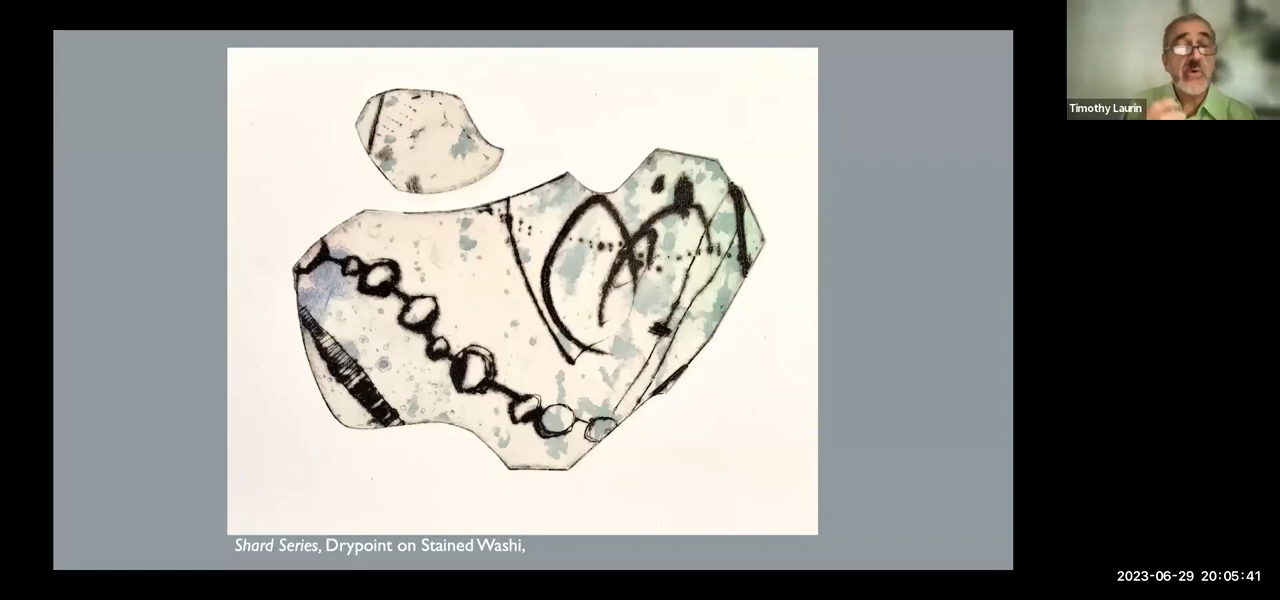 Timothy Laurin
Shard Series, Drypoint on Stained Washi,
2023-06-29 20:05:41